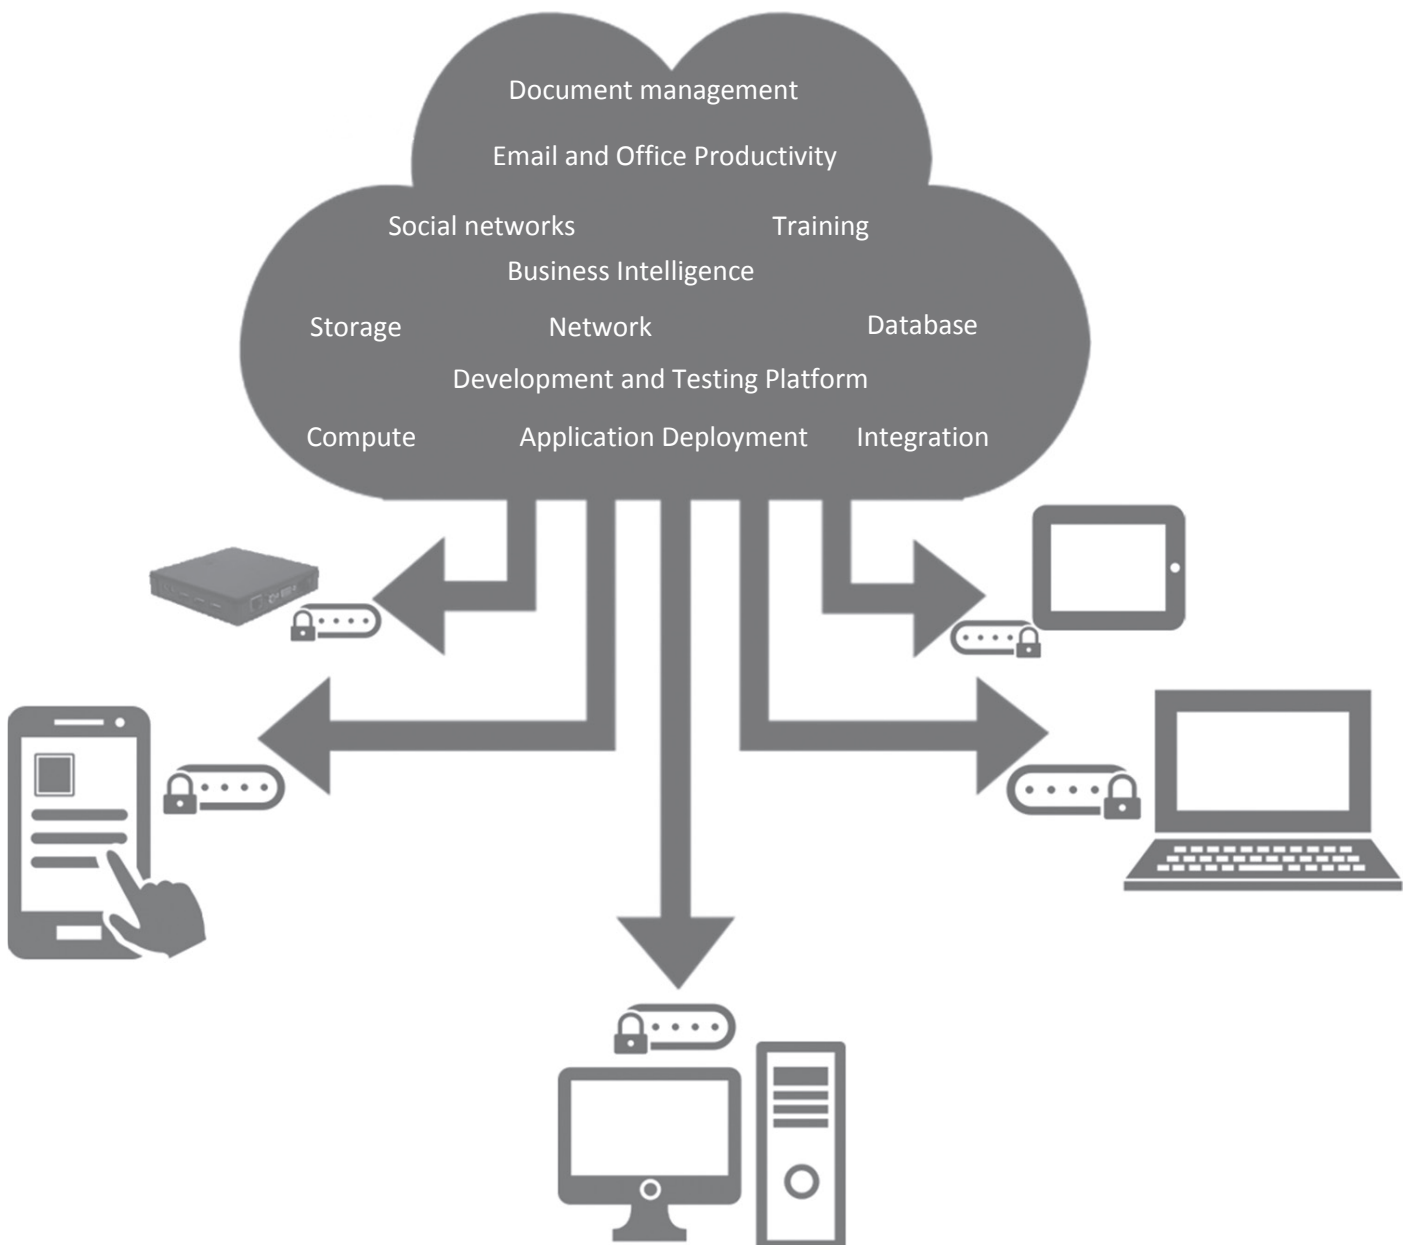 Document management
Email and Office Productivity
Social networks Training
Business Intelligence
Storage Network Database
Development and Testing Platform
Compute Application Deployment Integration